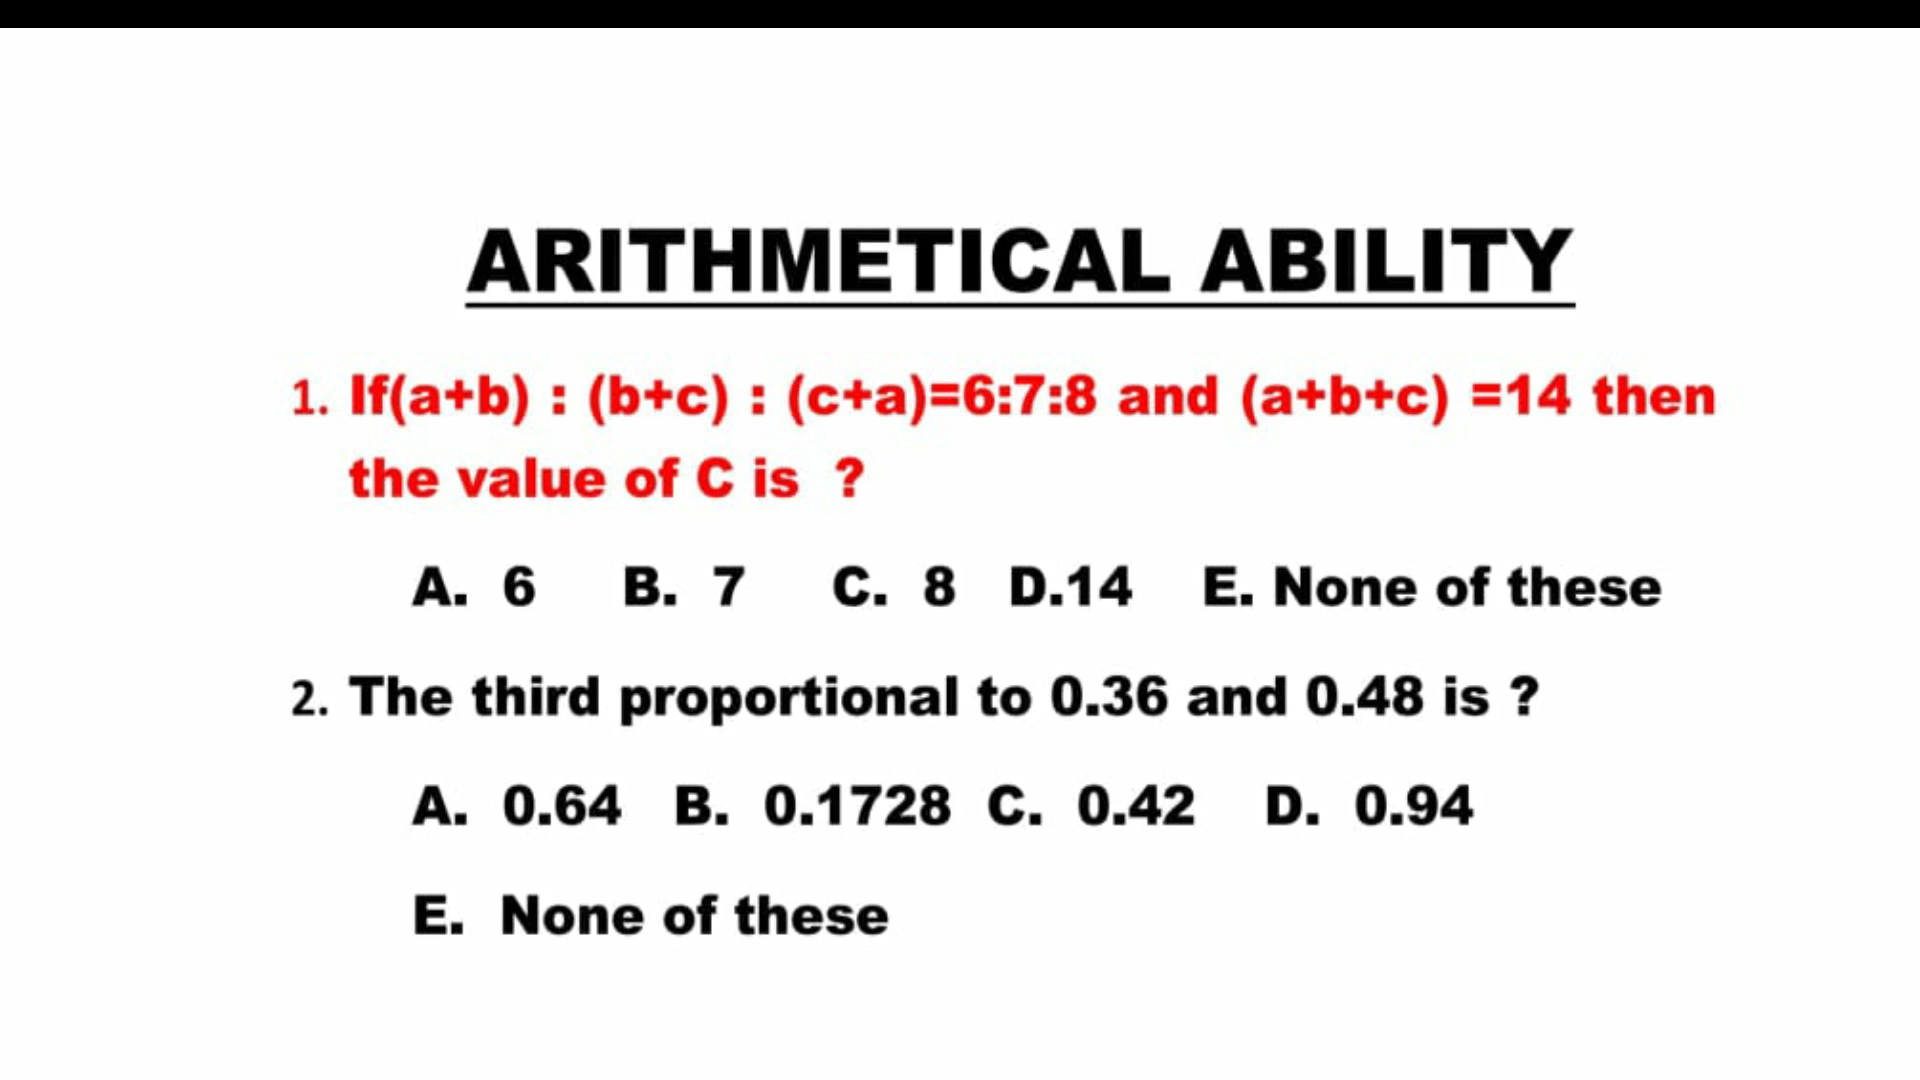 ARITHMETICAL ABILITY
1. If(a+b) : (b+c) : (c+a)=6:7:8 and (a+b+c) =14 then
the value of C is ?
A. 6 B. 7 C. 8 D.14 E. None of these
2. The third proportional to 0.36 and 0.48 is ?
A. 0.64 B. 0.1728 C. 0.42 D. 0.94
E. None of these